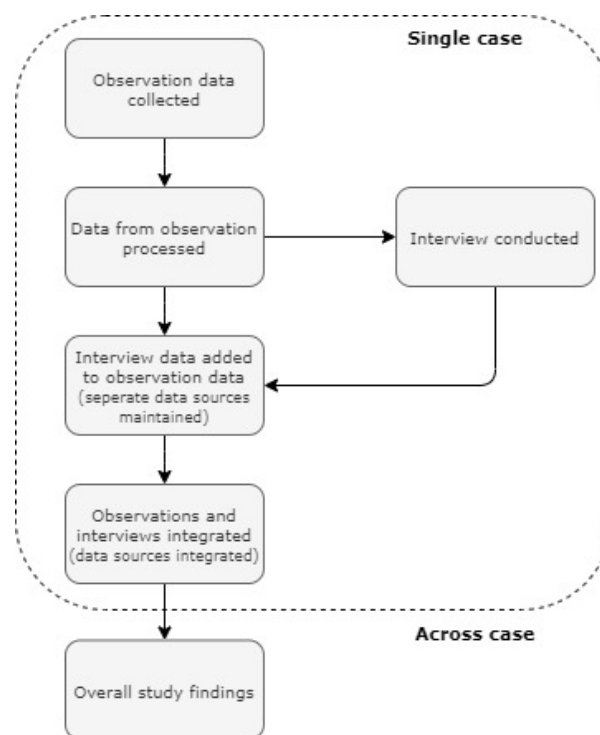 Single case
Observation data
collected
Data from observation
processed
Interview conducted
Interview data added
to observation data
(seperate data sources
maintained)
Observations and
interviews integrated
(data sources integrated)
Across case
Overall study findings